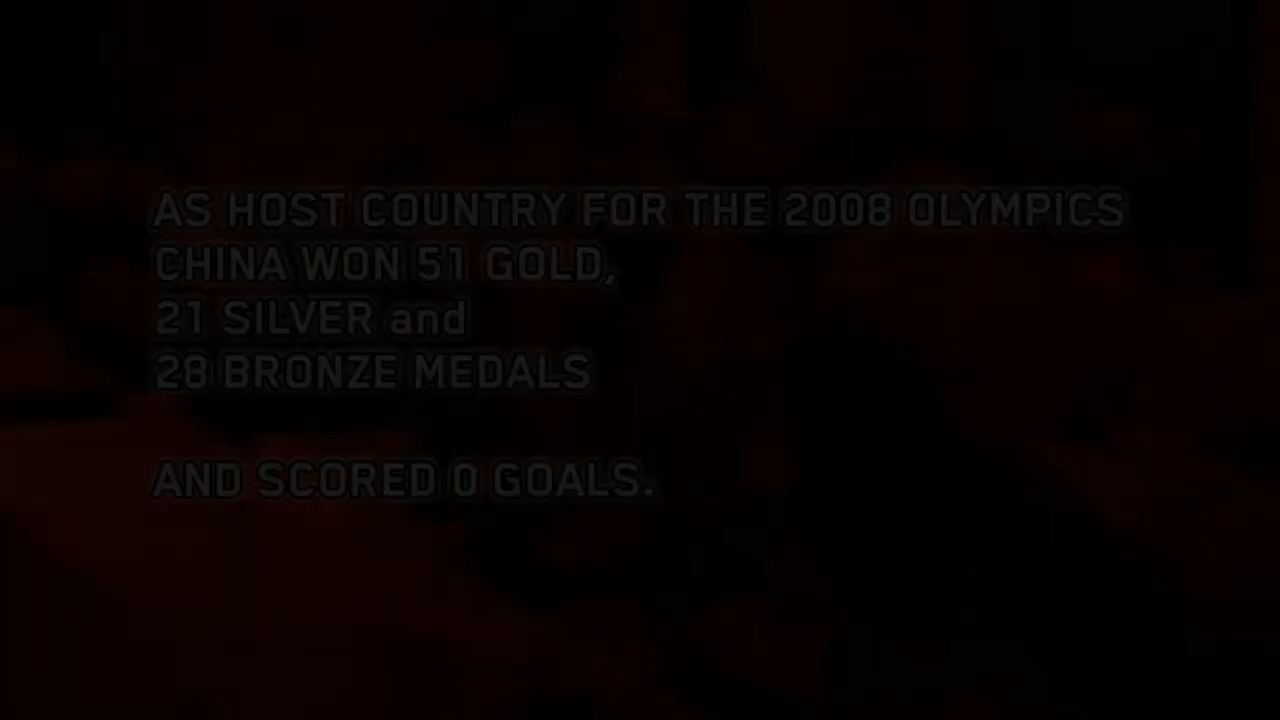 AS HOST COUNTRY FOR THE 2008 OLYMPICS
CHINA WON 51 GOLD,
21 SILVER and
28 BRONZE MEDALS
AND SCORED 0 GOALS.